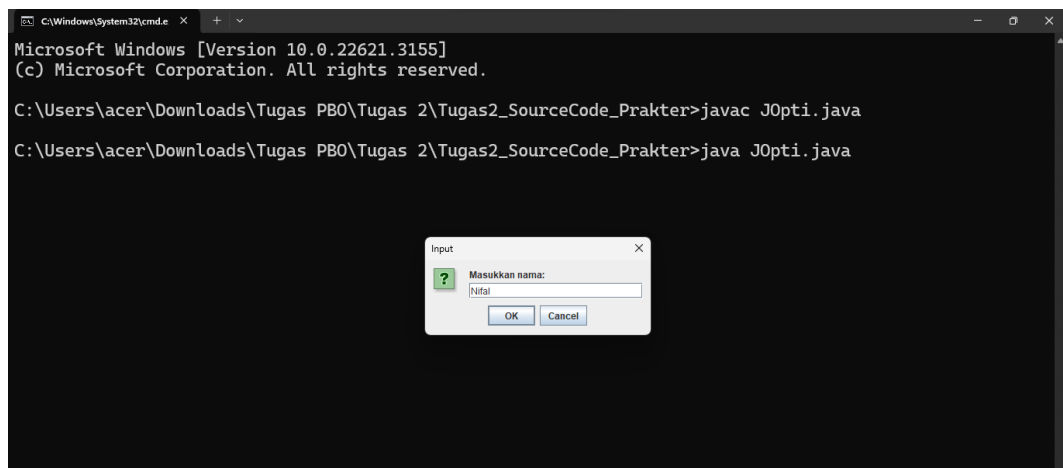 C:\Windows\System32\cmd.e
Microsoft Windows [Version 10.0.22621.3155]
(c) Microsoft Corporation. All rights reserved.
C:\Users\acer\Downloads\Tugas PBO\Tugas 2\Tugas2_SourceCode_Prakter>javac JOpti.java
C:\Users\acer\Downloads\Tugas PBO\Tugas 2\Tugas2_SourceCode_Prakter>java JOpti.java
Input
Masukkan nama:
Nifal
OK Cancel